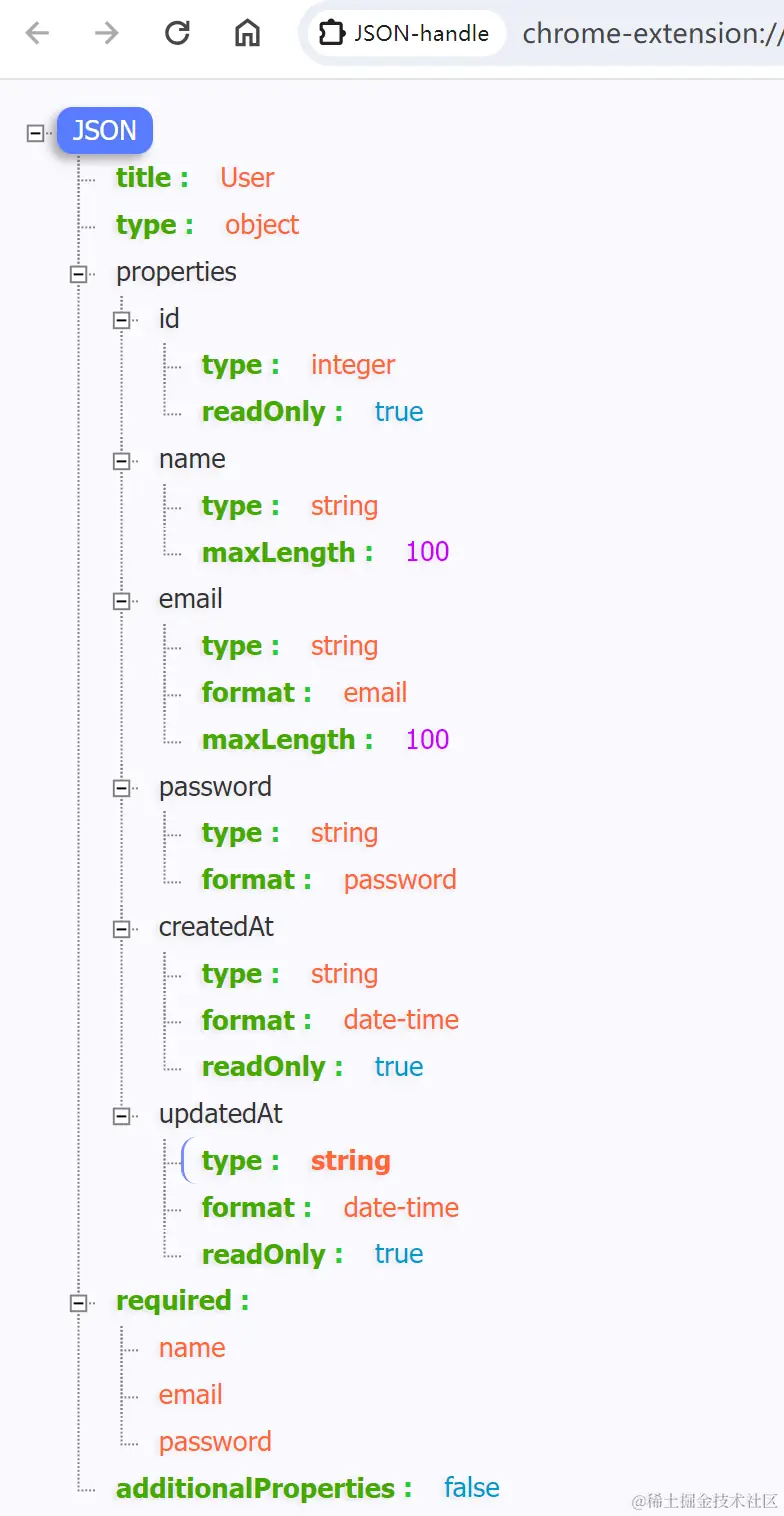 JSON-handle chrome-extension://
JSON
title : User
type : object
properties
id
type : integer
readOnly : true
name
type : string
maxLength : 100
email
type : string
format : email
maxLength : 100
password
type : string
format : password
createdAt
type : string
format : date-time
readOnly : true
updatedAt
type : string
format : date-time
readOnly : true
required :
name
email
password
additionalProperties : false
@稀土掘金技术社区